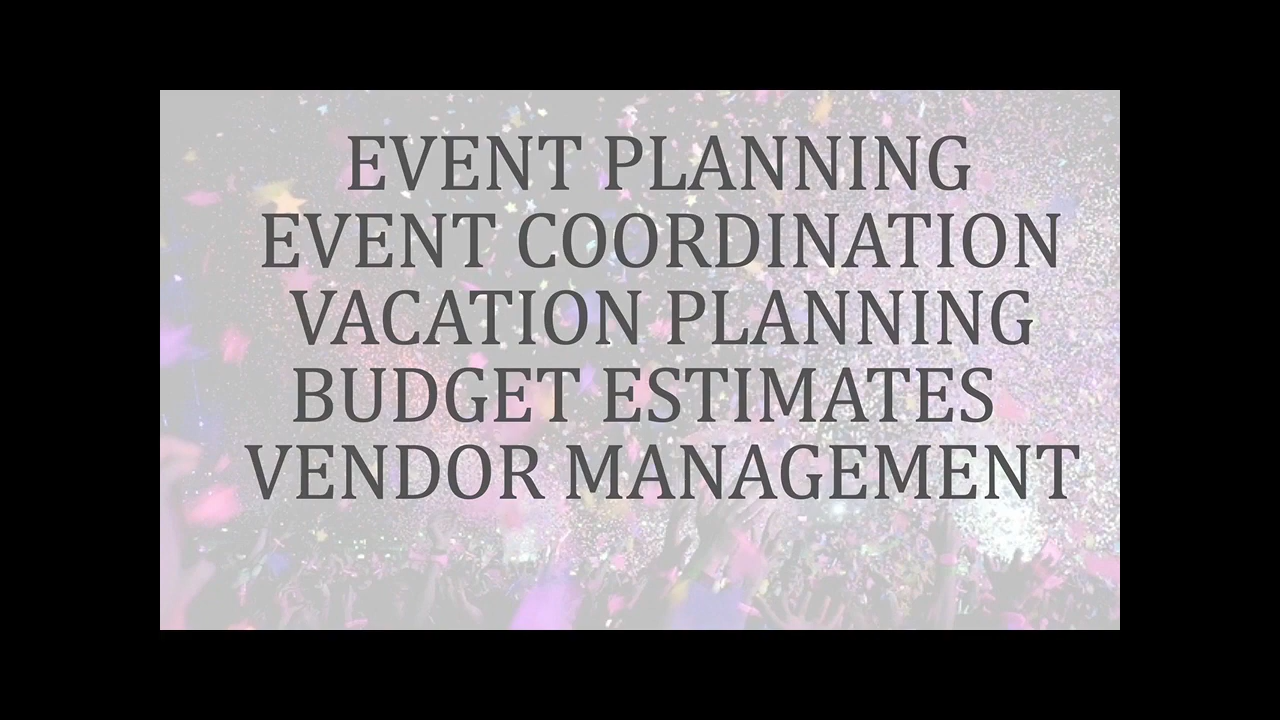 EVENT PLANNING
EVENT COORDINATION
VACATION PLANNING
BUDGET ESTIMATES
VENDOR MANAGEMENT